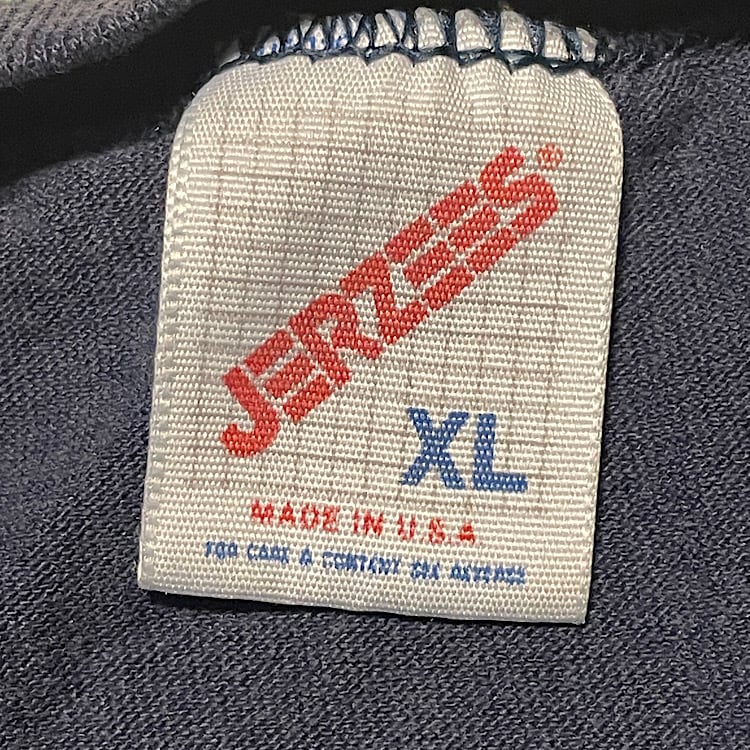 JERZEES®
XL
MADE IN U.S.A.
FOR CARE & CONTENT SEE REVERSE